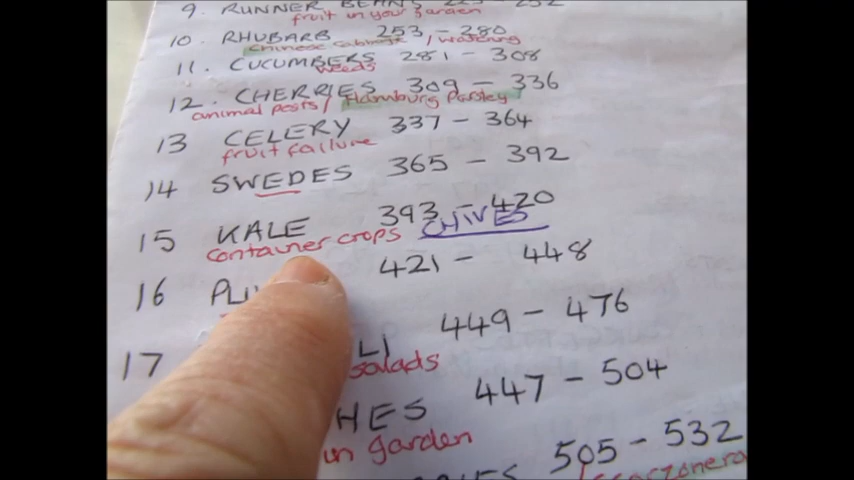 9. RUNNER BEANS
fruit in your garden
10. RHUBARB 253 - 280
chinese cabbage / watering
11. CUCUMBERS 281 - 308
weeds
12. CHERRIES 309 - 336
animal pests / Hamburg Parsley
13 CELERY 337 - 364
fruit failure
14 SWEDES 365 - 392
15 KALE 393 - 420
container crops CHIVES
16 421 - 448
17 LI 449 - 476
salads
HES 447 - 504
in garden
505 - 532
scorzonera